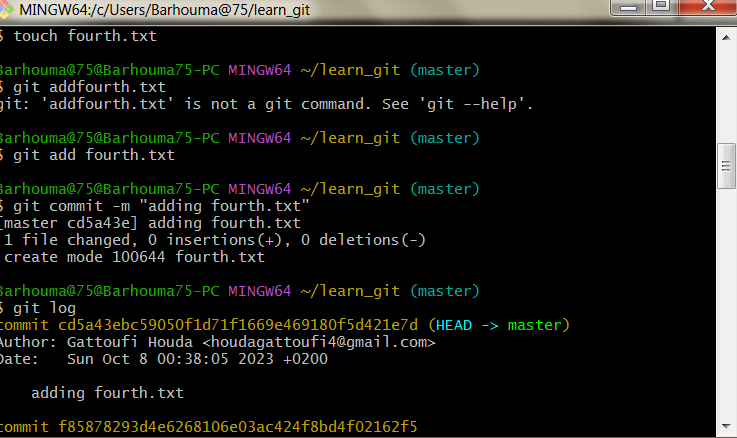 MINGW64:/c/Users/Barhouma@75/learn_git
$ touch fourth.txt
Barhouma@75@Barhouma75-PC MINGW64 ~/learn_git (master)
$ git addfourth.txt
git: 'addfourth.txt' is not a git command. See 'git --help'.
Barhouma@75@Barhouma75-PC MINGW64 ~/learn_git (master)
$ git add fourth.txt
Barhouma@75@Barhouma75-PC MINGW64 ~/learn_git (master)
$ git commit -m "adding fourth.txt"
[master cd5a43e] adding fourth.txt
1 file changed, 0 insertions(+), 0 deletions(-)
create mode 100644 fourth.txt
Barhouma@75@Barhouma75-PC MINGW64 ~/learn_git (master)
$ git log
commit cd5a43ebc59050f1d71f1669e469180f5d421e7d (HEAD -> master)
Author: Gattoufi Houda <houdagattoufi4@gmail.com>
Date:   Sun Oct 8 00:38:05 2023 +0200
adding fourth.txt
commit f85878293d4e6268106e03ac424f8bd4f02162f5